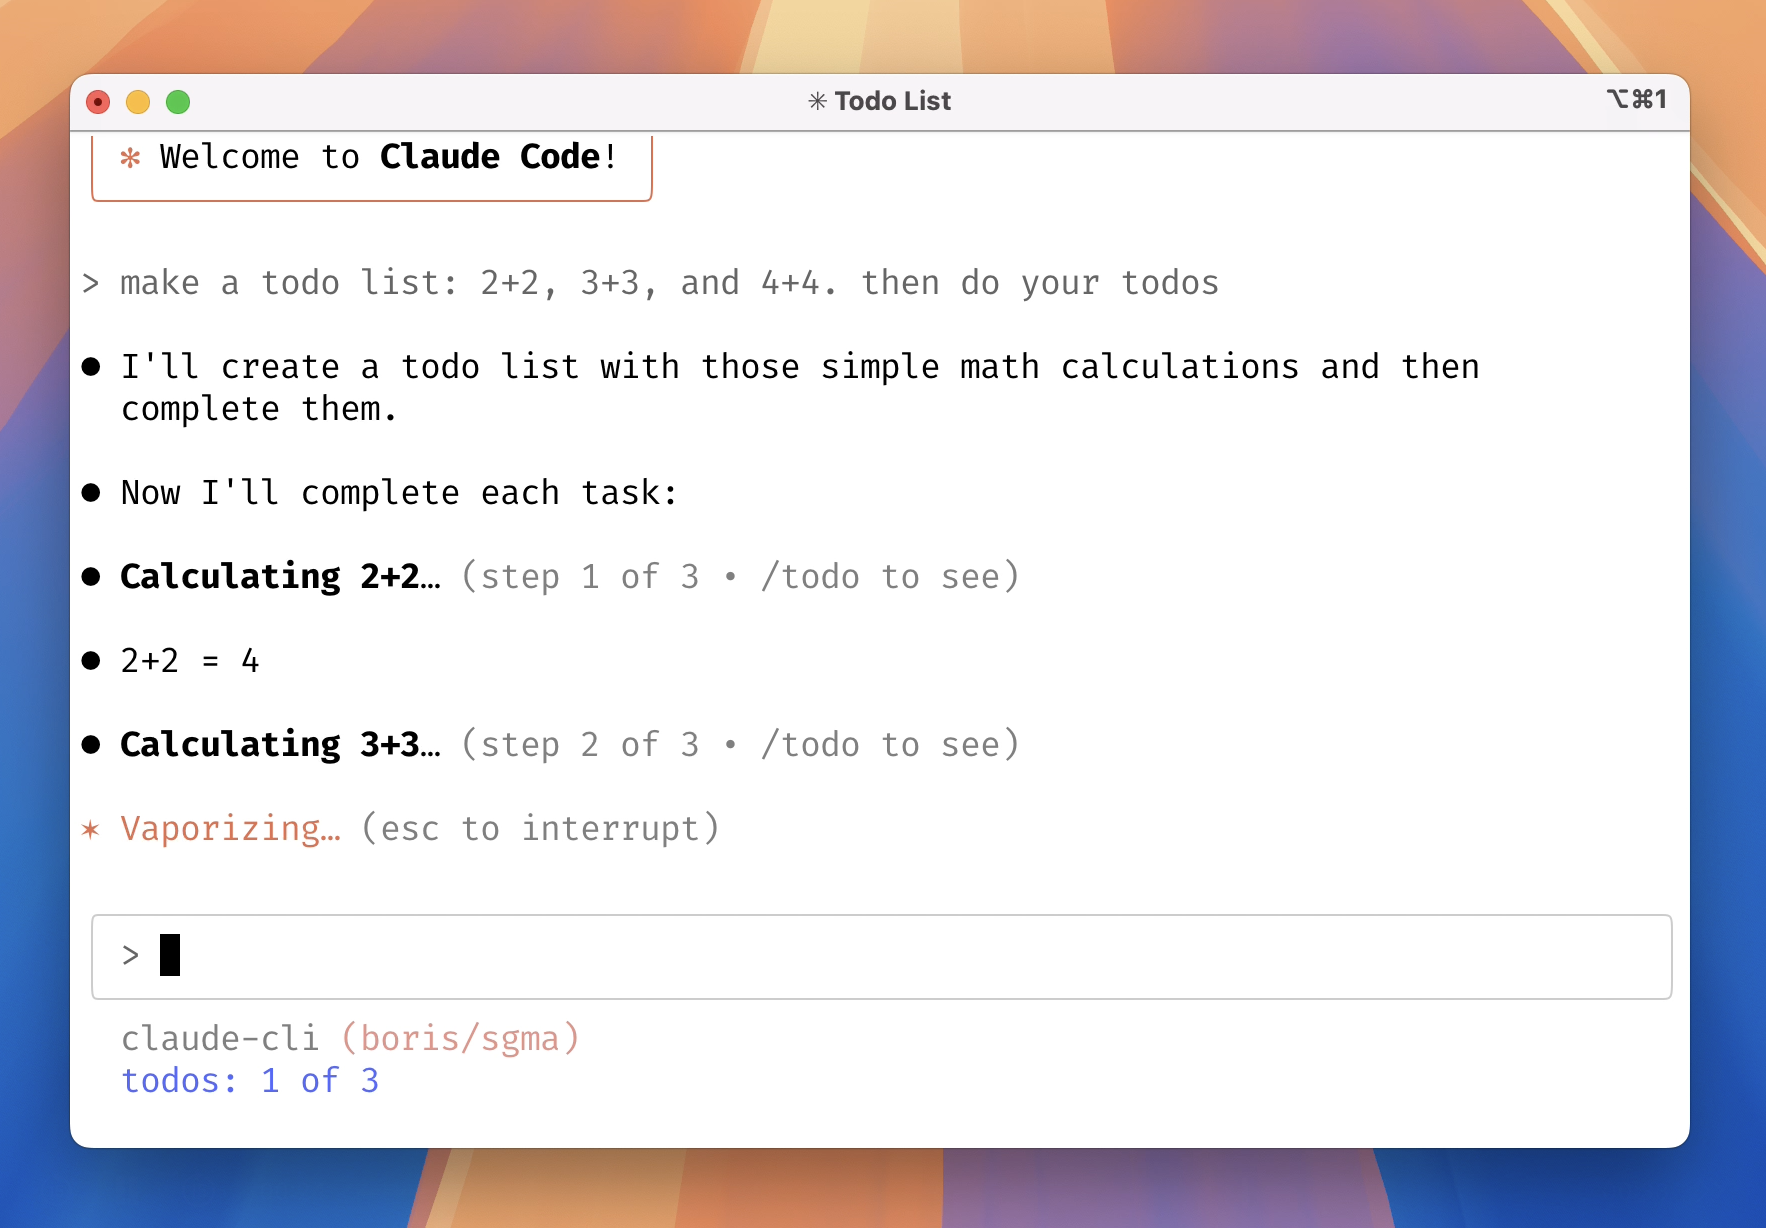 ✳ Todo List
⌥⌘1
✻ Welcome to Claude Code!
> make a todo list: 2+2, 3+3, and 4+4. then do your todos
● I'll create a todo list with those simple math calculations and then
complete them.
● Now I'll complete each task:
● Calculating 2+2… (step 1 of 3 • /todo to see)
● 2+2 = 4
● Calculating 3+3… (step 2 of 3 • /todo to see)
✶ Vaporizing… (esc to interrupt)
>
claude-cli (boris/sgma)
todos: 1 of 3